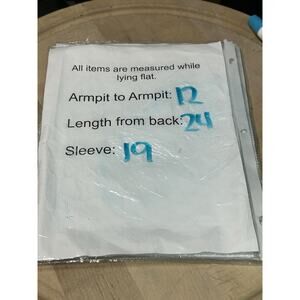 All items are measured while
lying flat.
Armpit to Armpit: 12
Length from back: 24
Sleeve: 19